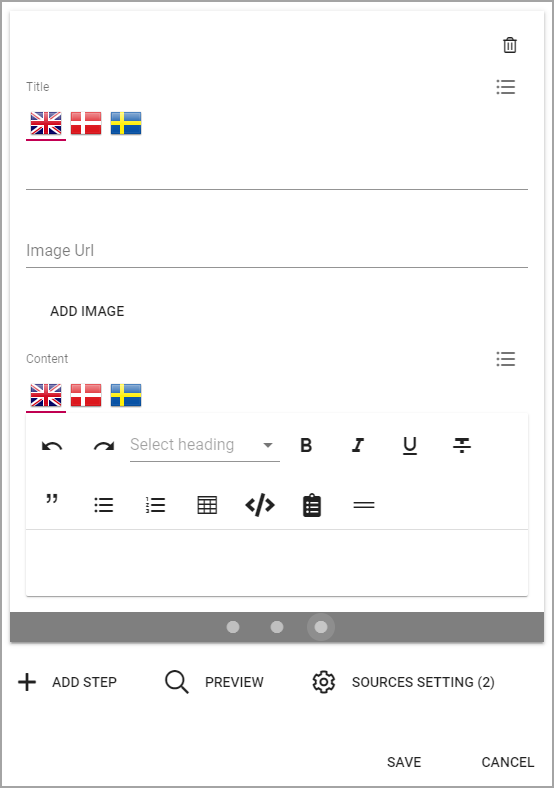 Title
Image Url
ADD IMAGE
Content
Select heading
ADD STEP PREVIEW SOURCES SETTING (2)
SAVE CANCEL